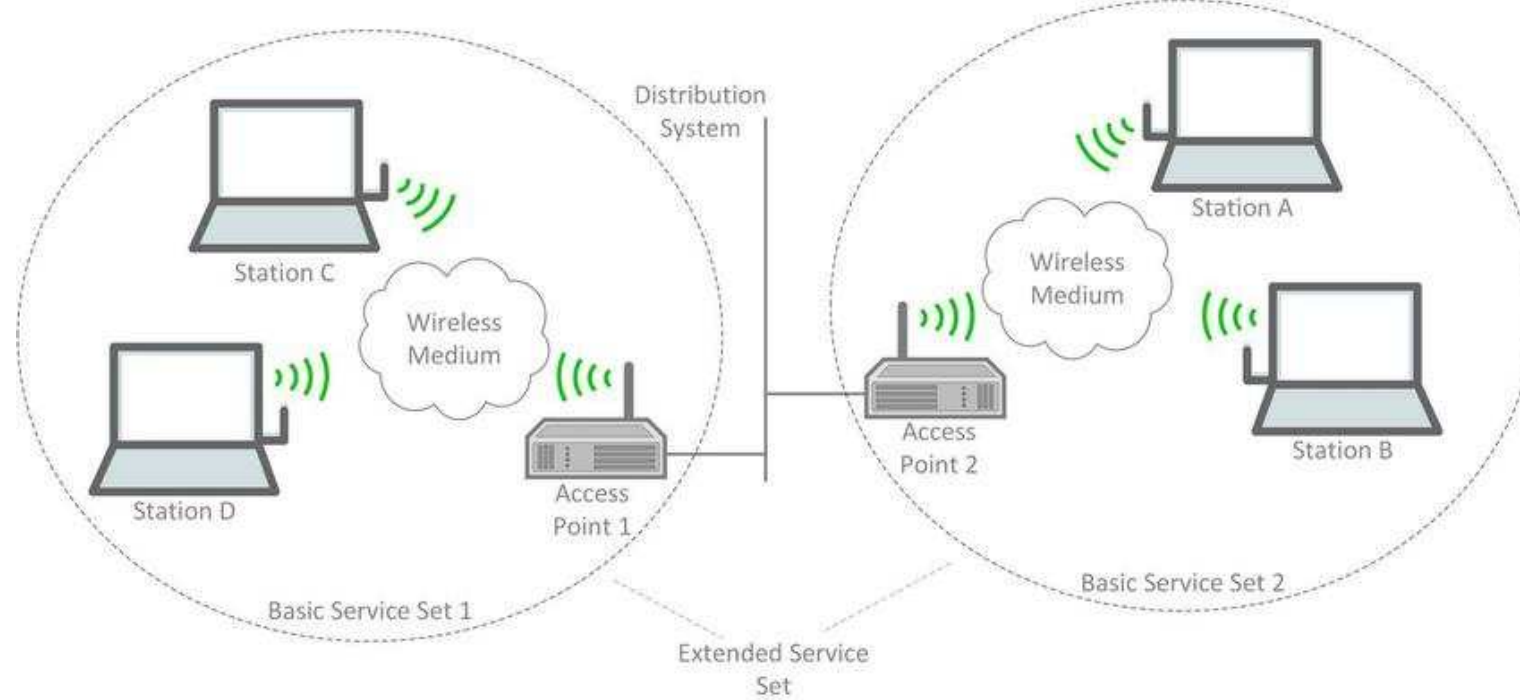 Distribution
System
Station C
Wireless
Medium
Station D
Access
Point 1
Basic Service Set 1
Station A
Wireless
Medium
Access
Point 2
Station B
Basic Service Set 2
Extended Service
Set